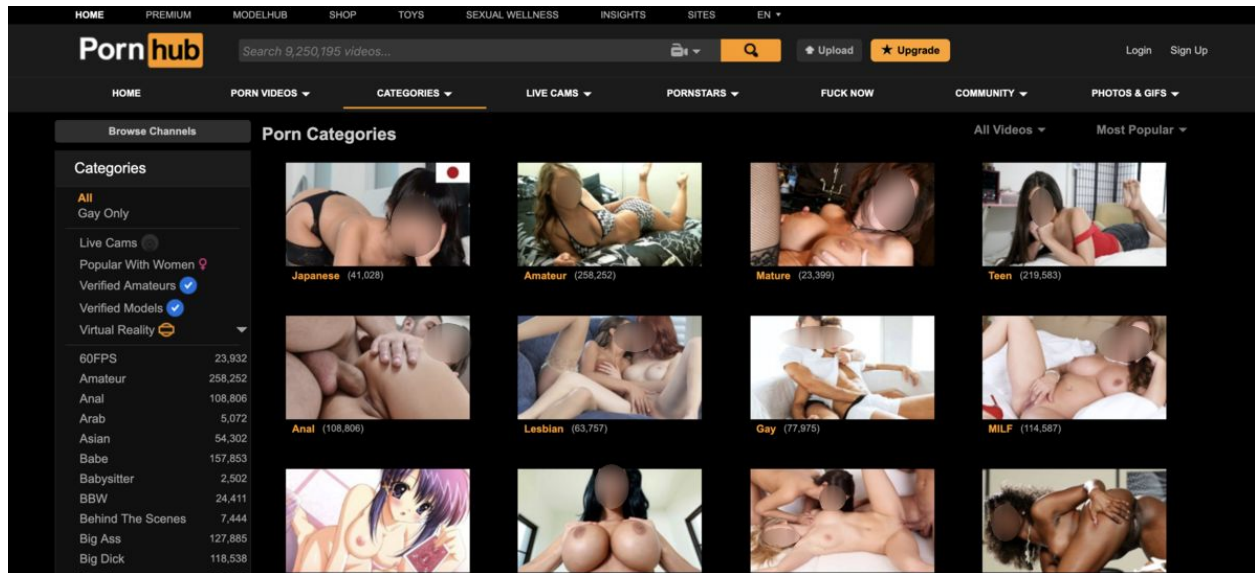 HOME PREMIUM MODELHUB SHOP TOYS SEXUAL WELLNESS INSIGHTS SITES EN
Porn hub Search 9,250,195 videos... Upload Upgrade Login Sign Up
HOME PORN VIDEOS CATEGORIES LIVE CAMS PORNSTARS FUCK NOW COMMUNITY PHOTOS & GIFS
Browse Channels
Porn Categories All Videos Most Popular
Categories
All
Gay Only
Live Cams
Popular With Women
Verified Amateurs
Verified Models
Virtual Reality
60FPS 23,932
Amateur 258,252
Anal 108,806
Arab 5,072
Asian 54,302
Babe 157,853
Babysitter 2,502
BBW 24,411
Behind The Scenes 7,444
Big Ass 127,885
Big Dick 118,538
Japanese (41,028) Amateur (258,252) Mature (23,399) Teen (219,583)
Anal (108,806) Lesbian (63,757) Gay (77,975) MILF (114,587)